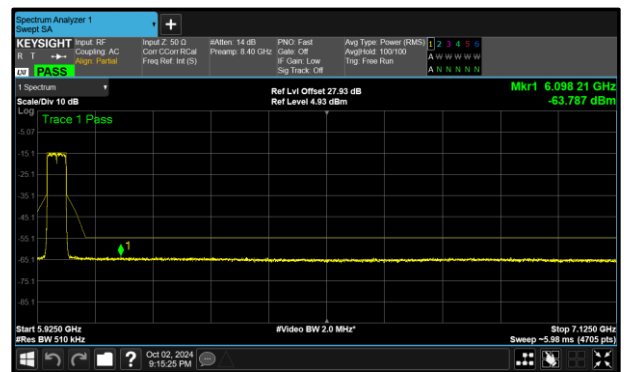 Spectrum Analyzer 1
Swept SA
+
KEYSIGHT Input: RF Input Z: 50 Ω #Atten: 14 dB PNO: Fast Avg Type: Power (RMS) 1 2 3 4 5 6
R T Coupling: AC Corr CCorr RCal Preamp: 8.40 GHz Gate: Off Avg|Hold: 100/100 A W W W W W
Align: Partial Freq Ref: Int (S) IF Gain: Low Trig: Free Run
LXI PASS Sig Track: Off A N N N N N
1 Spectrum Ref Lvl Offset 27.93 dB Mkr1 6.098 21 GHz
Scale/Div 10 dB Ref Level 4.93 dBm -63.787 dBm
Log
Trace 1 Pass
-5.07
-15.1
-25.1
-35.1
-45.1
-55.1
1
-65.1
-75.1
-85.1
Start 5.9250 GHz #Video BW 2.0 MHz* Stop 7.1250 GHz
#Res BW 510 kHz Sweep ~5.98 ms (4705 pts)
? Oct 02, 2024
9:15:25 PM